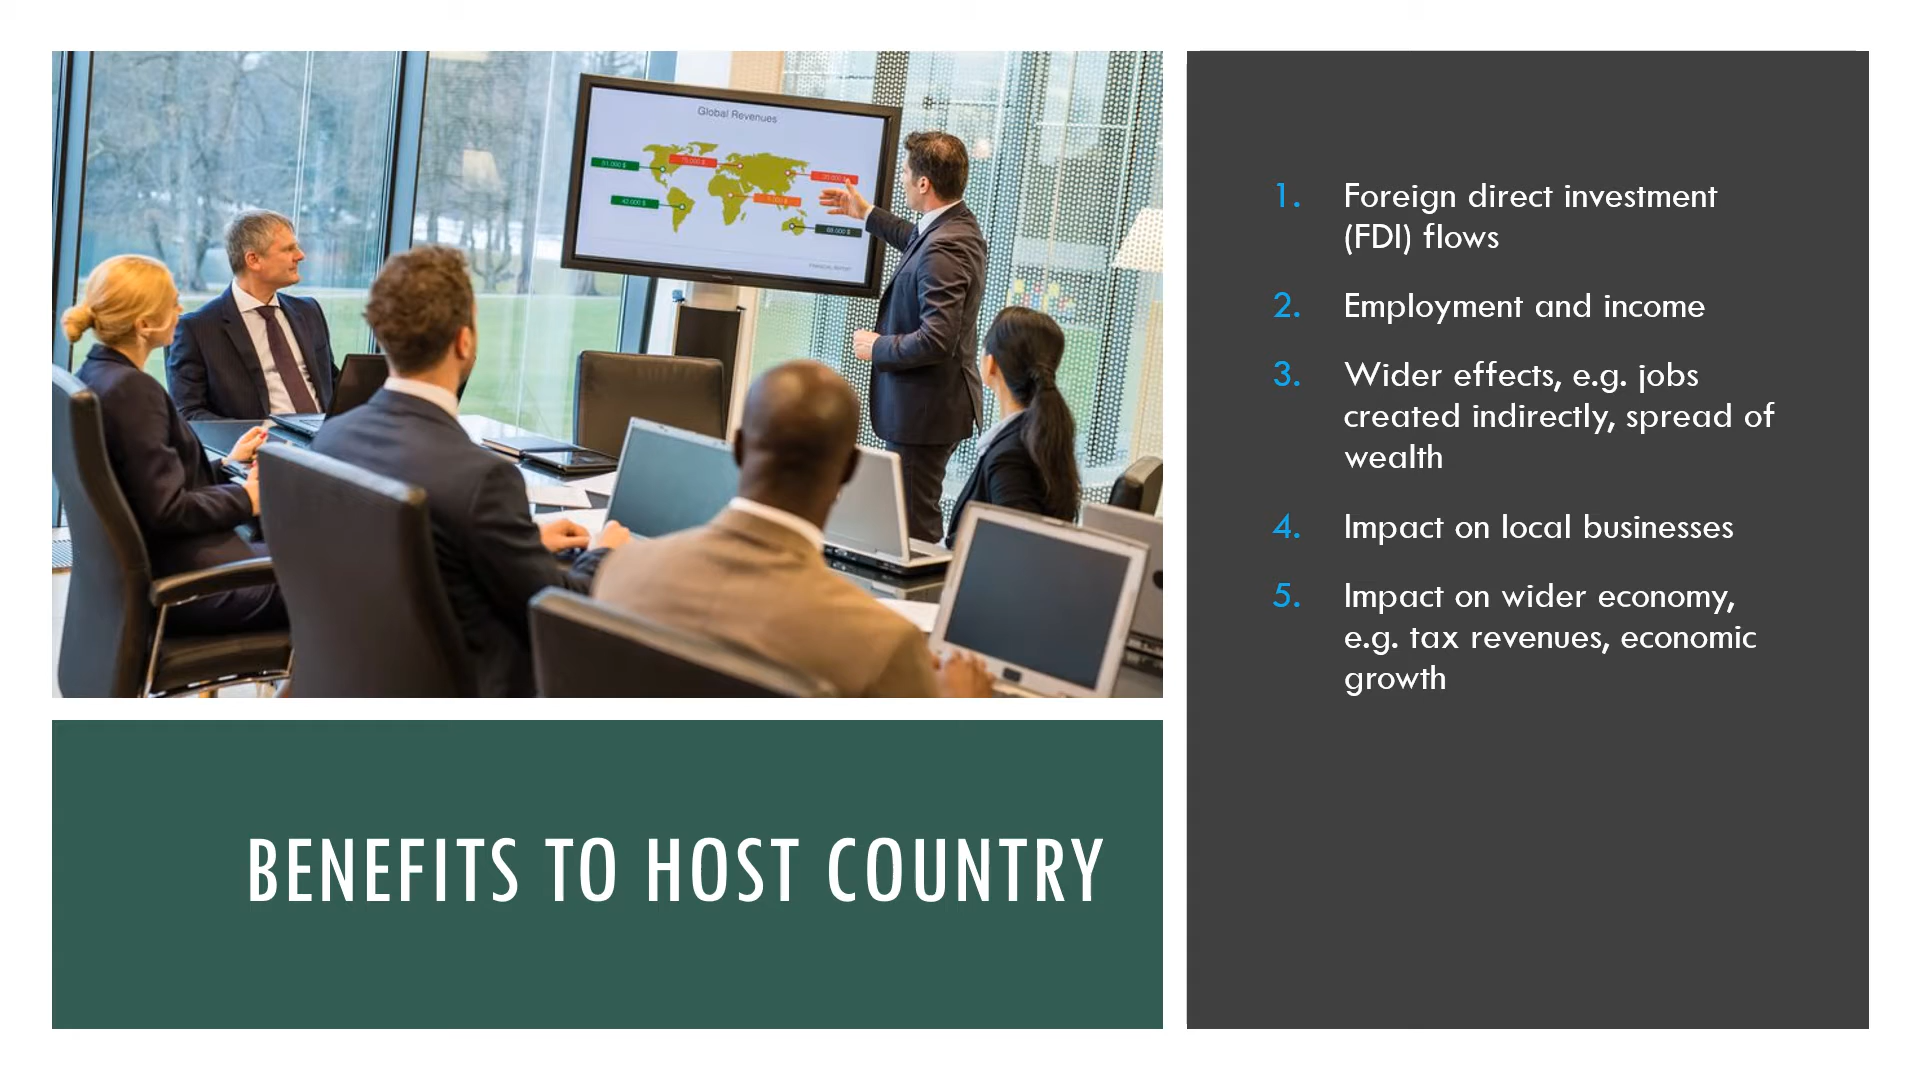 Global Revenues
BENEFITS TO HOST COUNTRY
1. Foreign direct investment
(FDI) flows
2. Employment and income
3. Wider effects, e.g. jobs
created indirectly, spread of
wealth
4. Impact on local businesses
5. Impact on wider economy,
e.g. tax revenues, economic
growth